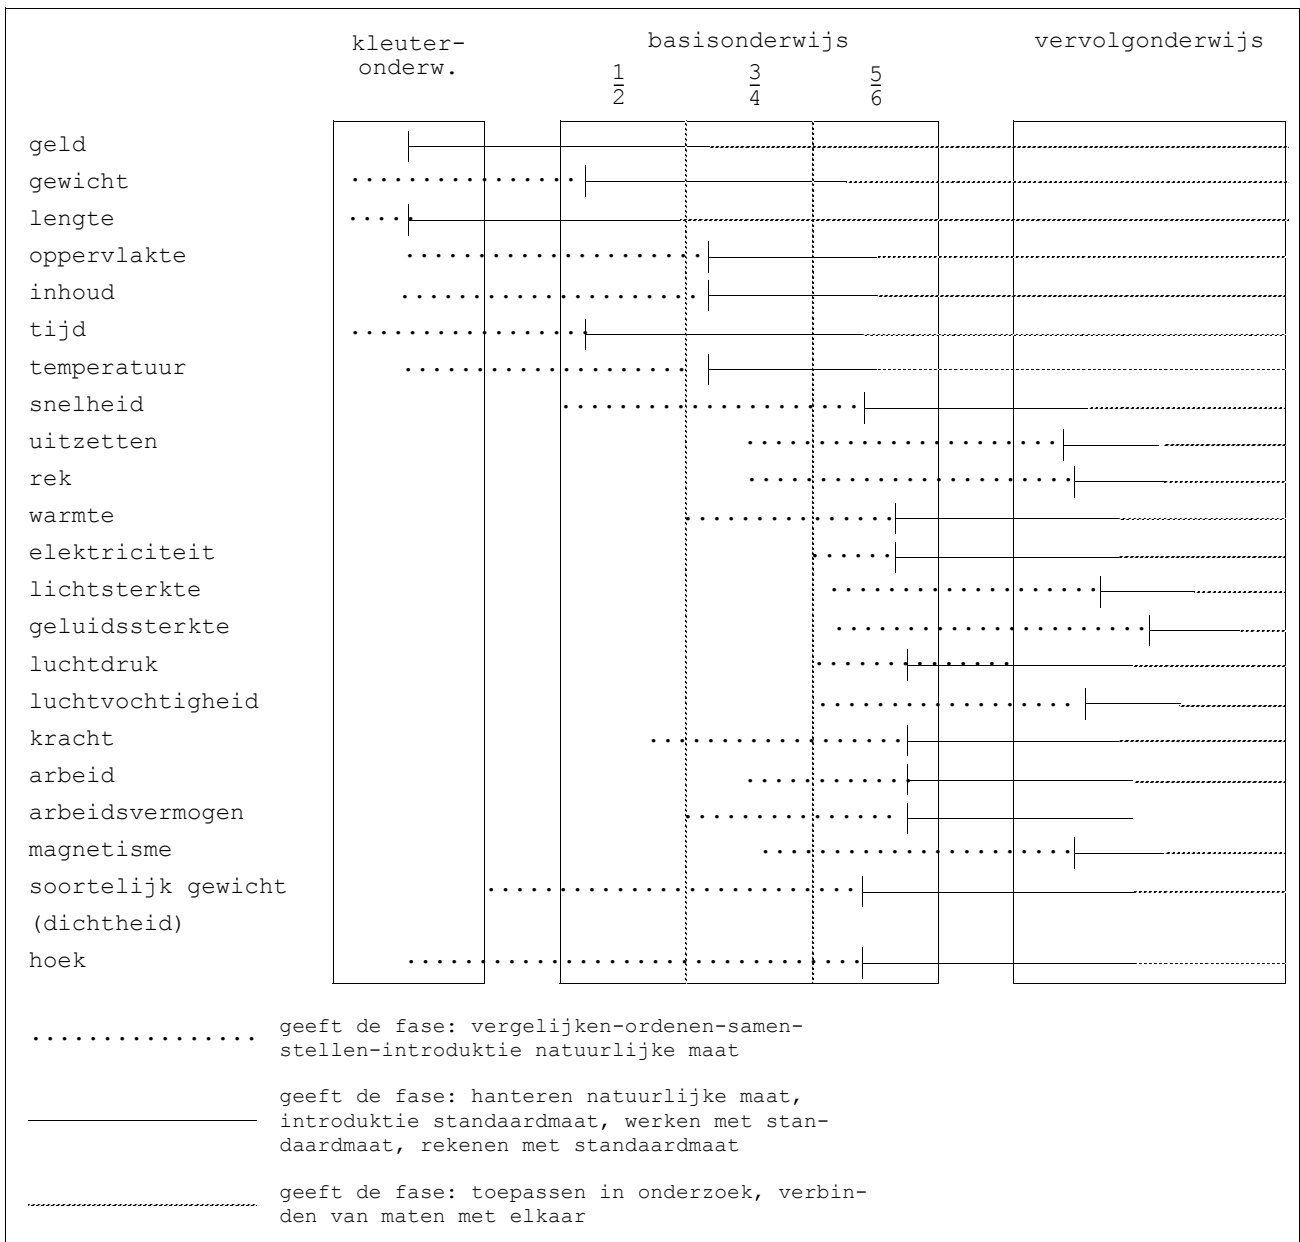 kleuter-
onderw.
basisonderwijs
vervolgonderwijs
1/2
3/4
5/6
geld
gewicht
lengte
oppervlakte
inhoud
tijd
temperatuur
snelheid
uitzetten
rek
warmte
elektriciteit
lichtsterkte
geluidssterkte
luchtdruk
luchtvochtigheid
kracht
arbeid
arbeidsvermogen
magnetisme
soortelijk gewicht
(dichtheid)
hoek
geeft de fase: vergelijken-ordenen-samen-
stellen-introduktie natuurlijke maat
geeft de fase: hanteren natuurlijke maat,
introduktie standaardmaat, werken met stan-
daardmaat, rekenen met standaardmaat
geeft de fase: toepassen in onderzoek, verbin-
den van maten met elkaar